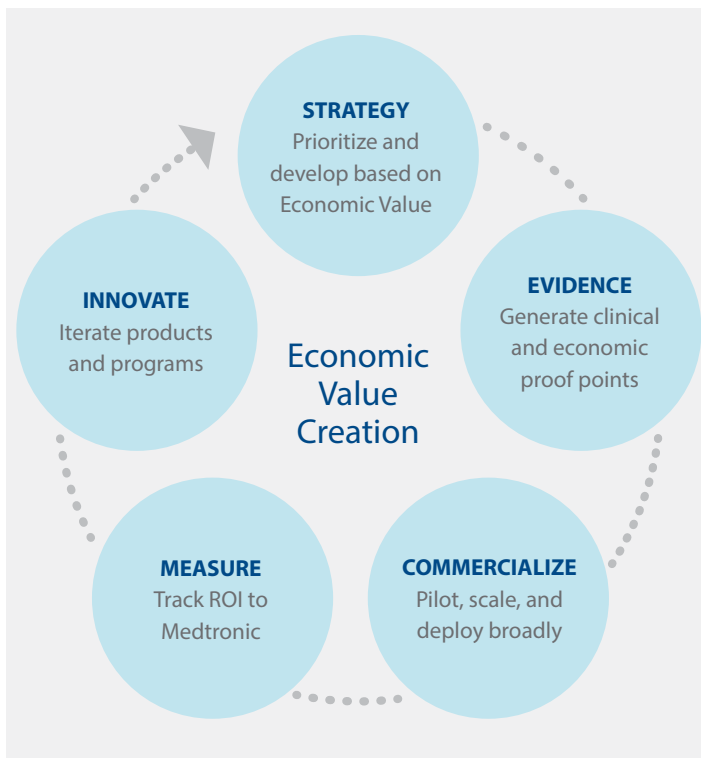 STRATEGY
Prioritize and
develop based on
Economic Value
EVIDENCE
Generate clinical
and economic
proof points
COMMERCIALIZE
Pilot, scale, and
deploy broadly
MEASURE
Track ROI to
Medtronic
INNOVATE
Iterate products
and programs
Economic
Value
Creation